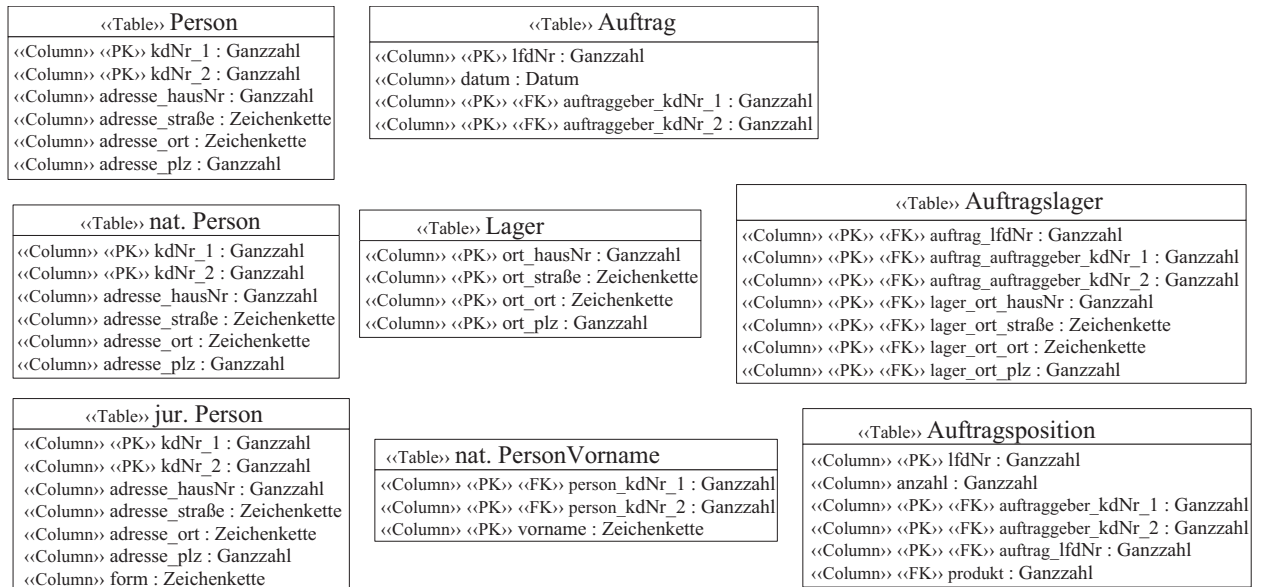 ‹‹Table›› Person
‹‹Column›› ‹‹PK›› kdNr_1 : Ganzzahl
‹‹Column›› ‹‹PK›› kdNr_2 : Ganzzahl
‹‹Column›› adresse_hausNr : Ganzzahl
‹‹Column›› adresse_straße : Zeichenkette
‹‹Column›› adresse_ort : Zeichenkette
‹‹Column›› adresse_plz : Ganzzahl
‹‹Table›› Auftrag
‹‹Column›› ‹‹PK›› lfdNr : Ganzzahl
‹‹Column›› datum : Datum
‹‹Column›› ‹‹PK›› ‹‹FK›› auftraggeber_kdNr_1 : Ganzzahl
‹‹Column›› ‹‹PK›› ‹‹FK›› auftraggeber_kdNr_2 : Ganzzahl
‹‹Table›› nat. Person
‹‹Column›› ‹‹PK›› kdNr_1 : Ganzzahl
‹‹Column›› ‹‹PK›› kdNr_2 : Ganzzahl
‹‹Column›› adresse_hausNr : Ganzzahl
‹‹Column›› adresse_straße : Zeichenkette
‹‹Column›› adresse_ort : Zeichenkette
‹‹Column›› adresse_plz : Ganzzahl
‹‹Table›› Lager
‹‹Column›› ‹‹PK›› ort_hausNr : Ganzzahl
‹‹Column›› ‹‹PK›› ort_straße : Zeichenkette
‹‹Column›› ‹‹PK›› ort_ort : Zeichenkette
‹‹Column›› ‹‹PK›› ort_plz : Ganzzahl
‹‹Table›› Auftragslager
‹‹Column›› ‹‹PK›› ‹‹FK›› auftrag_lfdNr : Ganzzahl
‹‹Column›› ‹‹PK›› ‹‹FK›› auftrag_auftraggeber_kdNr_1 : Ganzzahl
‹‹Column›› ‹‹PK›› ‹‹FK›› auftrag_auftraggeber_kdNr_2 : Ganzzahl
‹‹Column›› ‹‹PK›› ‹‹FK›› lager_ort_hausNr : Ganzzahl
‹‹Column›› ‹‹PK›› ‹‹FK›› lager_ort_straße : Zeichenkette
‹‹Column›› ‹‹PK›› ‹‹FK›› lager_ort_ort : Zeichenkette
‹‹Column›› ‹‹PK›› ‹‹FK›› lager_ort_plz : Ganzzahl
‹‹Table›› jur. Person
‹‹Column›› ‹‹PK›› kdNr_1 : Ganzzahl
‹‹Column›› ‹‹PK›› kdNr_2 : Ganzzahl
‹‹Column›› adresse_hausNr : Ganzzahl
‹‹Column›› adresse_straße : Zeichenkette
‹‹Column›› adresse_ort : Zeichenkette
‹‹Column›› adresse_plz : Ganzzahl
‹‹Column›› form : Zeichenkette
‹‹Table›› nat. PersonVorname
‹‹Column›› ‹‹PK›› ‹‹FK›› person_kdNr_1 : Ganzzahl
‹‹Column›› ‹‹PK›› ‹‹FK›› person_kdNr_2 : Ganzzahl
‹‹Column›› ‹‹PK›› vorname : Zeichenkette
‹‹Table›› Auftragsposition
‹‹Column›› ‹‹PK›› lfdNr : Ganzzahl
‹‹Column›› anzahl : Ganzzahl
‹‹Column›› ‹‹PK›› ‹‹FK›› auftraggeber_kdNr_1 : Ganzzahl
‹‹Column›› ‹‹PK›› ‹‹FK›› auftraggeber_kdNr_2 : Ganzzahl
‹‹Column›› ‹‹PK›› ‹‹FK›› auftrag_lfdNr : Ganzzahl
‹‹Column›› ‹‹FK›› produkt : Ganzzahl